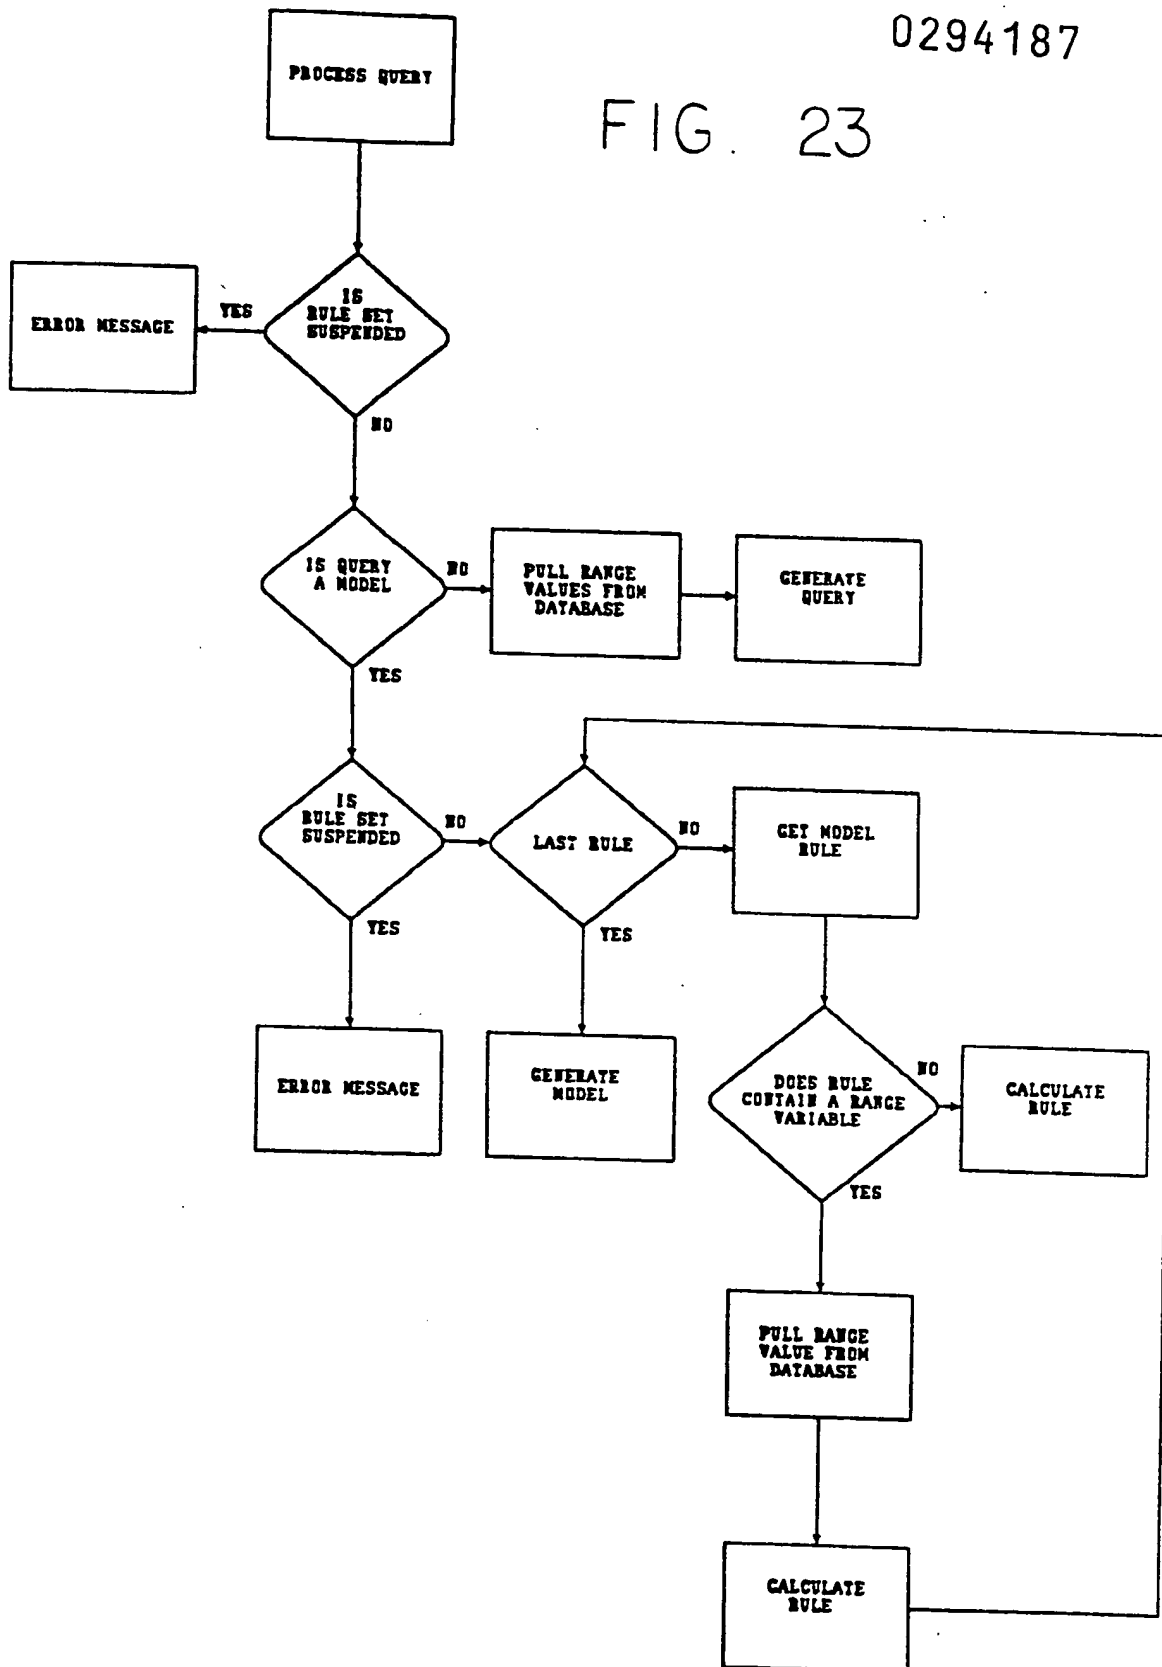 0294187
FIG. 23
PROCESS QUERY
IS
RULE SET
SUSPENDED
YES
ERROR MESSAGE
NO
IS QUERY
A MODEL
NO
PULL RANGE
VALUES FROM
DATABASE
GENERATE
QUERY
YES
IS
RULE SET
SUSPENDED
NO
LAST RULE
NO
GET MODEL
RULE
YES
YES
ERROR MESSAGE
GENERATE
MODEL
DOES RULE
CONTAIN A RANGE
VARIABLE
NO
CALCULATE
RULE
YES
PULL RANGE
VALUE FROM
DATABASE
CALCULATE
RULE